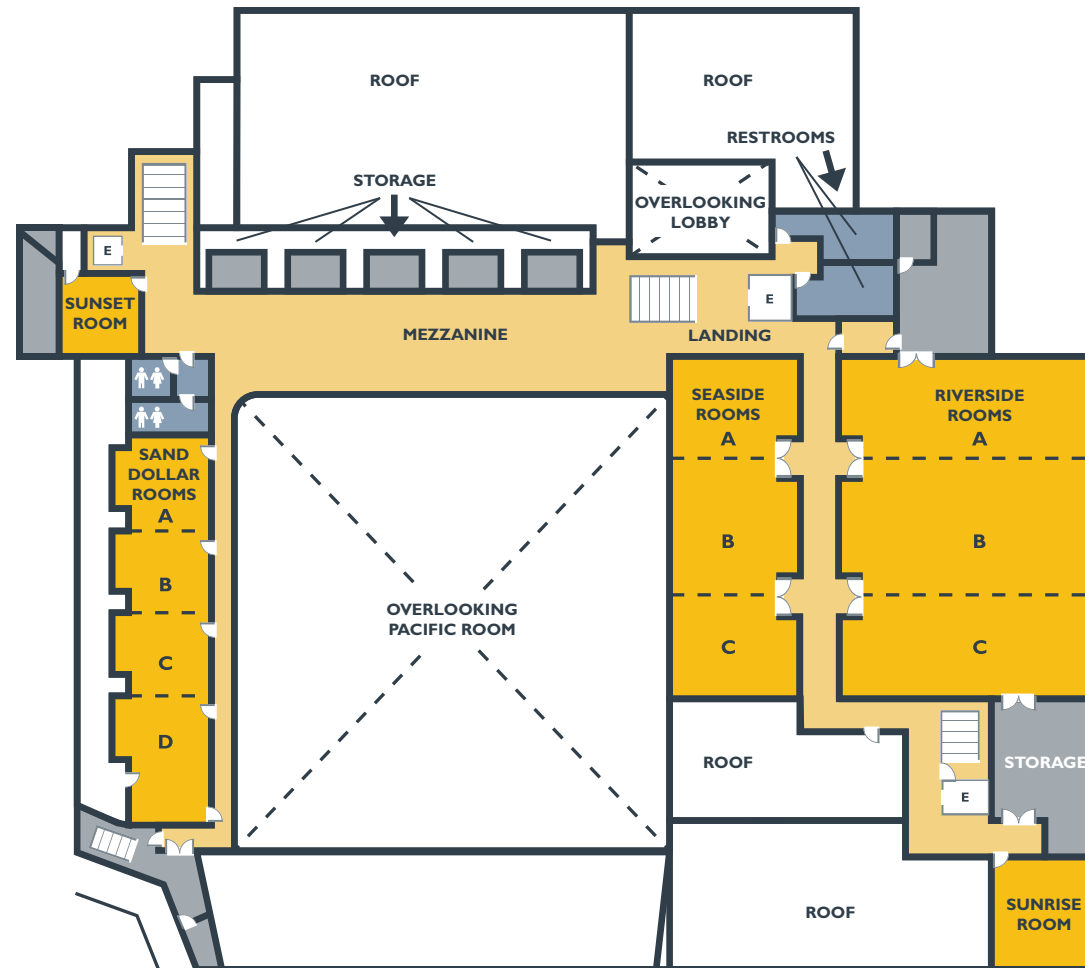 ROOF
ROOF
RESTROOMS
STORAGE
OVERLOOKING
LOBBY
E
E
SUNSET
ROOM
MEZZANINE
LANDING
SEASIDE
ROOMS
A
RIVERSIDE
ROOMS
A
SAND
DOLLAR
ROOMS
A
B
B
B
OVERLOOKING
PACIFIC ROOM
C
C
C
D
ROOF
STORAGE
E
ROOF
SUNRISE
ROOM